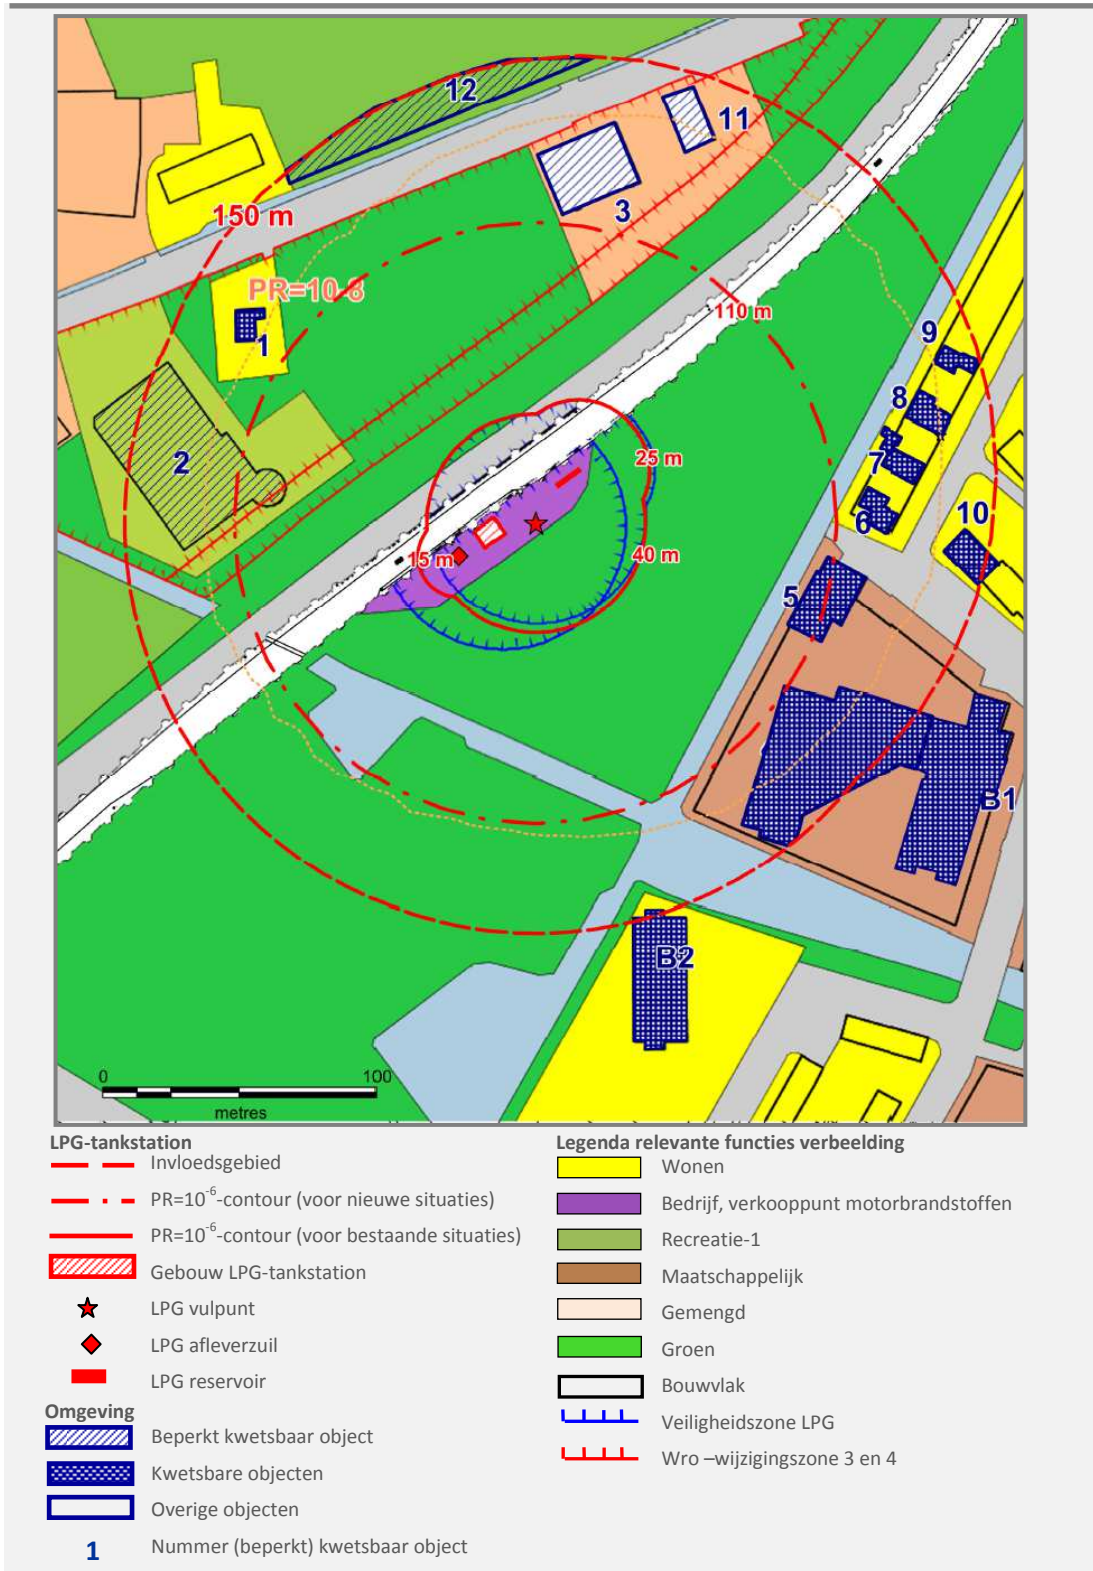 12
11
3
150 m
PR=10-8
1
110 m
9
8
2
7
25 m
6
10
15 m
40 m
5
B1
B2
0 100
metres
LPG-tankstation
Invloedsgebied
PR=10⁻⁶-contour (voor nieuwe situaties)
PR=10⁻⁶-contour (voor bestaande situaties)
Gebouw LPG-tankstation
LPG vulpunt
LPG afleverzuil
LPG reservoir
Omgeving
Beperkt kwetsbaar object
Kwetsbare objecten
Overige objecten
1 Nummer (beperkt) kwetsbaar object
Legenda relevante functies verbeelding
Wonen
Bedrijf, verkooppunt motorbrandstoffen
Recreatie-1
Maatschappelijk
Gemengd
Groen
Bouwvlak
Veiligheidszone LPG
Wro –wijzigingszone 3 en 4